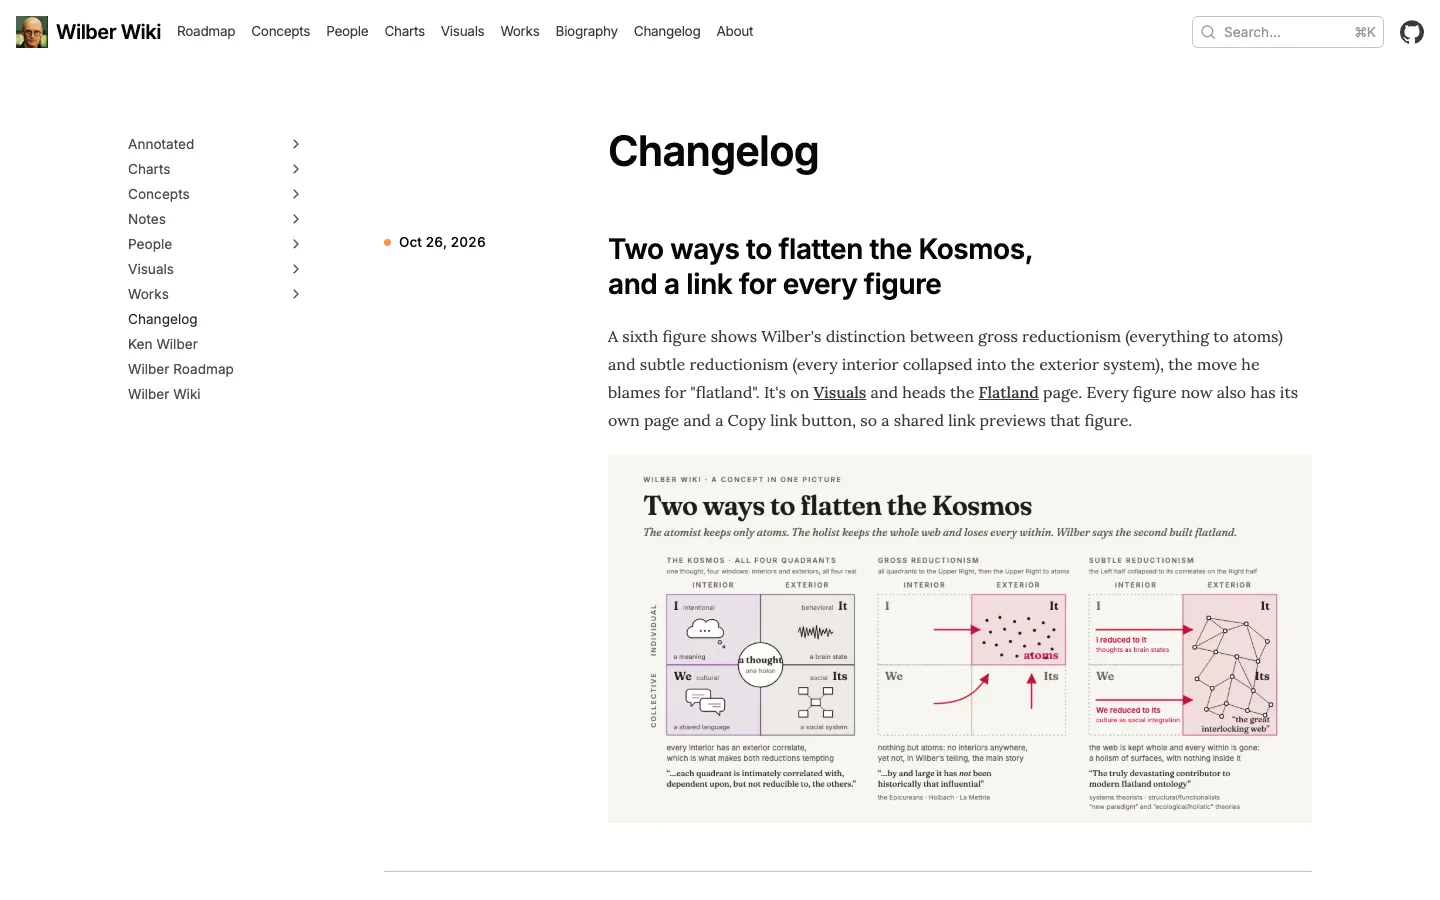 Wilber Wiki
Roadmap
Concepts
People
Charts
Visuals
Works
Biography
Changelog
About
Search...
⌘K
Annotated
Charts
Concepts
Notes
People
Visuals
Works
Changelog
Ken Wilber
Wilber Roadmap
Wilber Wiki
Changelog
Oct 26, 2026
Two ways to flatten the Kosmos,
and a link for every figure
A sixth figure shows Wilber's distinction between gross reductionism (everything to atoms)
and subtle reductionism (every interior collapsed into the exterior system), the move he
blames for "flatland". It's on Visuals and heads the Flatland page. Every figure now also has its
own page and a Copy link button, so a shared link previews that figure.
WILBER WIKI · A CONCEPT IN ONE PICTURE
Two ways to flatten the Kosmos
The atomist keeps only atoms. The holist keeps the whole web and loses every within. Wilber says the second built flatland.
THE KOSMOS · ALL FOUR QUADRANTS
one thought, four windows: interiors and exteriors, all four real
INTERIOR
EXTERIOR
INDIVIDUAL
COLLECTIVE
I intentional
behavioral It
a meaning
a brain state
a thought
one holon
We cultural
social Its
a shared language
a social system
every interior has an exterior correlate,
which is what makes both reductions tempting
“...each quadrant is intimately correlated with,
dependent upon, but not reducible to, the others.”
GROSS REDUCTIONISM
all quadrants to the Upper Right, then the Upper Right to atoms
INTERIOR
EXTERIOR
I
It
atoms
We
Its
nothing but atoms: no interiors anywhere,
yet not, in Wilber's telling, the main story
“...by and large it has not been
historically that influential”
the Epicureans · Holbach · La Mettrie
SUBTLE REDUCTIONISM
the Left half collapsed to its correlates on the Right half
INTERIOR
EXTERIOR
I
It
I reduced to It
thoughts as brain states
We
Its
We reduced to Its
culture as social integration
“the great
interlocking web”
the web is kept whole and every within is gone:
a holism of surfaces, with nothing inside it
“The truly devastating contributor to
modern flatland ontology”
systems theorists · structural/functionalists
“new paradigm” and “ecological/holistic” theories